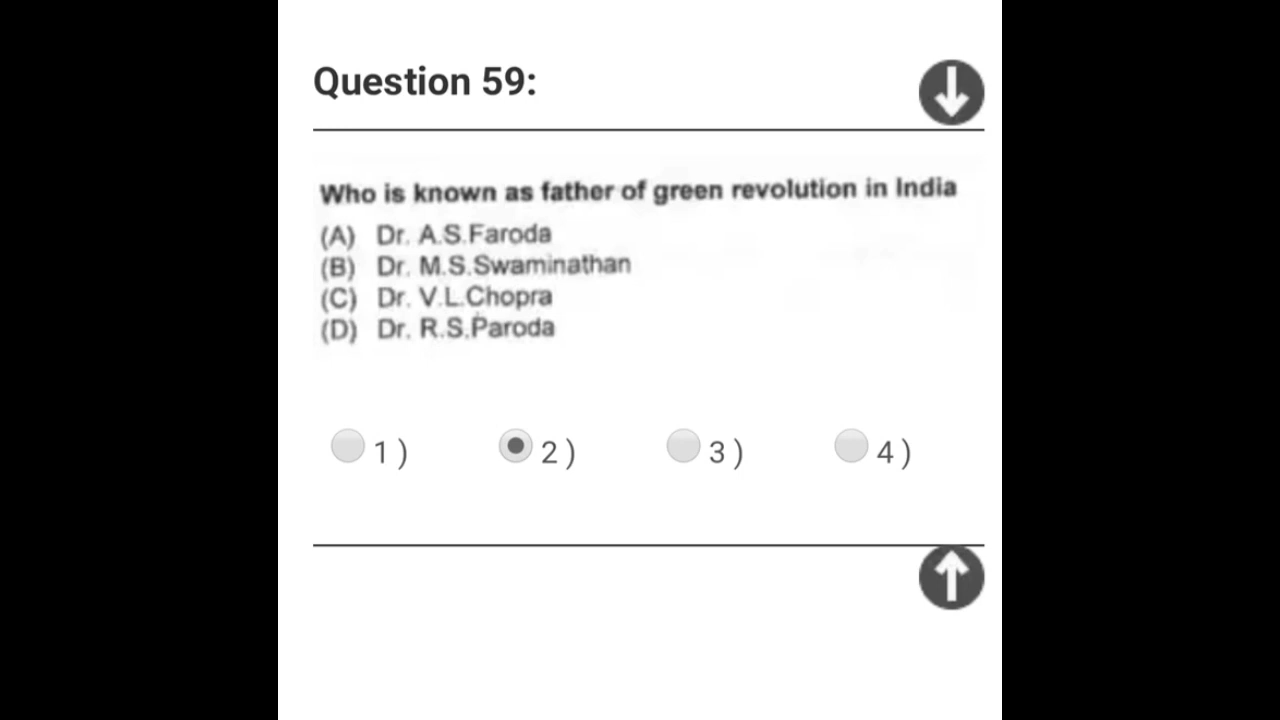 Question 59:
Who is known as father of green revolution in India
(A) Dr. A.S.Faroda
(B) Dr. M.S.Swaminathan
(C) Dr. V.L.Chopra
(D) Dr. R.S.Paroda
1 ) 2 ) 3 ) 4 )